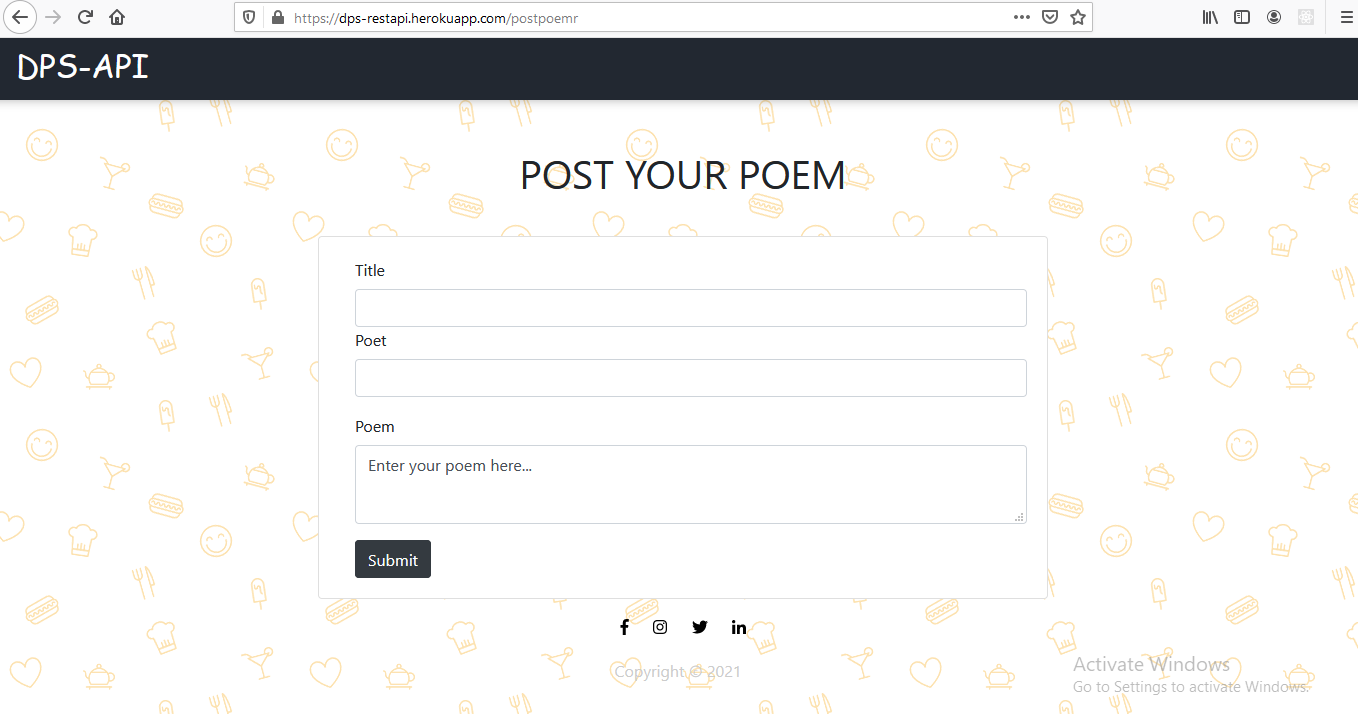 https://dps-restapi.herokuapp.com/postpoemr
DPS-API
POST YOUR POEM
Title
Poet
Poem
Enter your poem here...
Submit
Copyright © 2021
Activate Windows
Go to Settings to activate Windows.